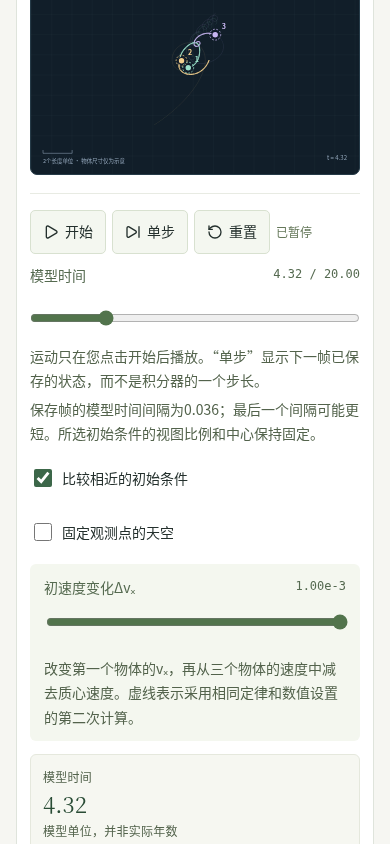 3
2
2个长度单位 · 物体尺寸仅为示意
t = 4.32
开始
单步
重置
已暂停
模型时间
4.32 / 20.00
运动只在您点击开始后播放。“单步”显示下一帧已保
存的状态，而不是积分器的一个步长。
保存帧的模型时间间隔为0.036；最后一个间隔可能更
短。所选初始条件的视图比例和中心保持固定。
比较相近的初始条件
固定观测点的天空
初速度变化Δvₓ
1.00e-3
改变第一个物体的vₓ，再从三个物体的速度中减
去质心速度。虚线表示采用相同定律和数值设置
的第二次计算。
模型时间
4.32
模型单位，并非实际年数